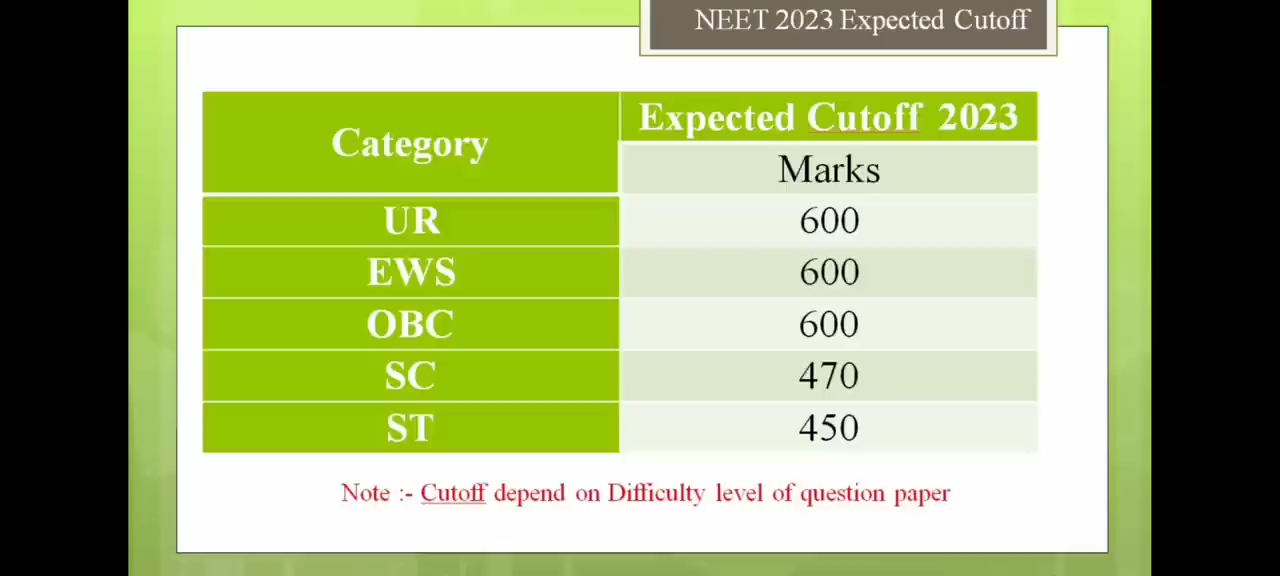 NEET 2023 Expected Cutoff
Category
Expected Cutoff 2023
Marks
UR 600
EWS 600
OBC 600
SC 470
ST 450
Note :- Cutoff depend on Difficulty level of question paper